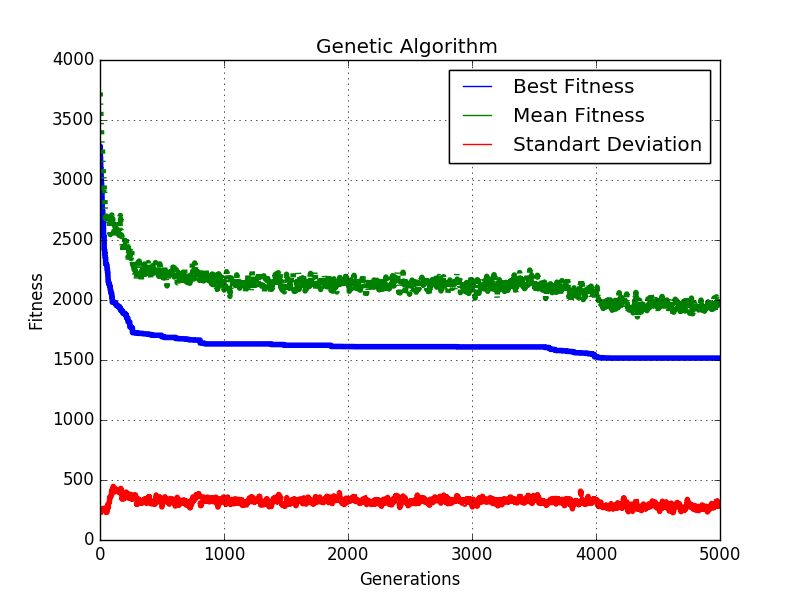 Genetic Algorithm
Best Fitness
Mean Fitness
Standart Deviation
Fitness
4000
3500
3000
2500
2000
1500
1000
500
0
0 1000 2000 3000 4000 5000
Generations